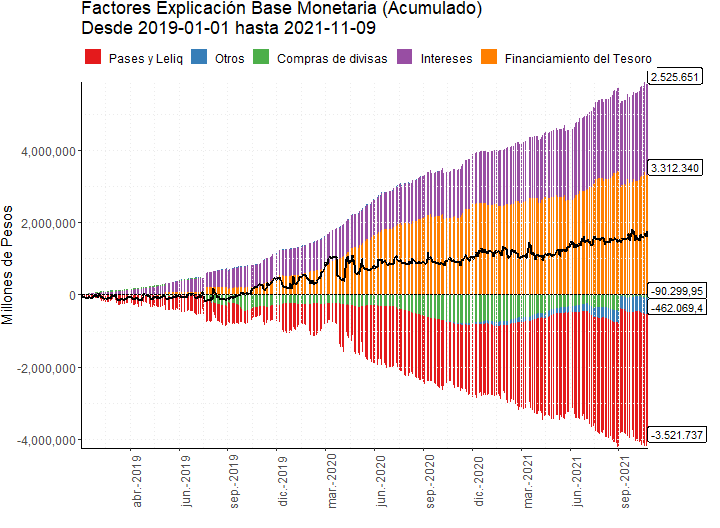 Factores Explicación Base Monetaria (Acumulado)
Desde 2019-01-01 hasta 2021-11-09
Pases y Leliq Otros Compras de divisas Intereses Financiamiento del Tesoro
Millones de Pesos
4,000,000
2,000,000
0
-2,000,000
-4,000,000
2.525.651
3.312.340
-90.299,95
-462.069,4
-3.521.737
abr.-2019
jun.-2019
sep.-2019
dic.-2019
mar.-2020
jun.-2020
sep.-2020
dic.-2020
mar.-2021
jun.-2021
sep.-2021